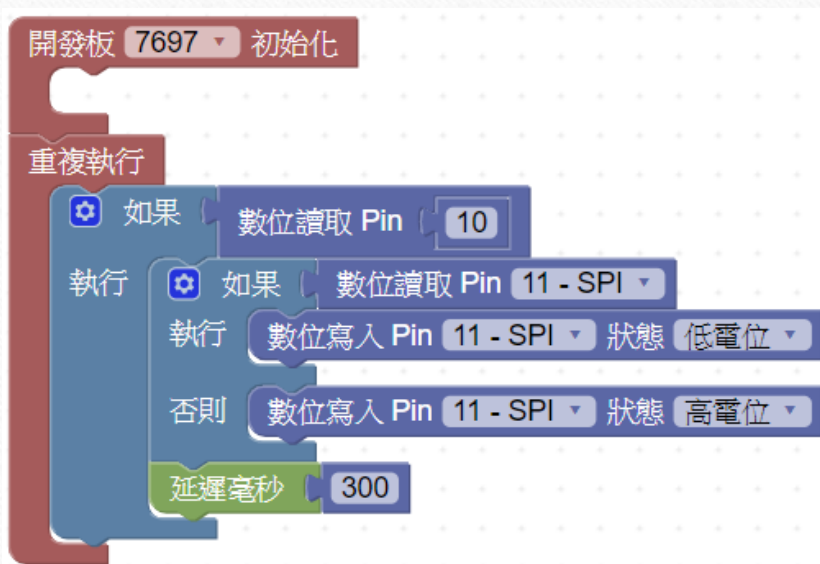 開發板 7697 初始化
重複執行
如果 數位讀取 Pin 10
執行 如果 數位讀取 Pin 11 - SPI
執行 數位寫入 Pin 11 - SPI 狀態 低電位
否則 數位寫入 Pin 11 - SPI 狀態 高電位
延遲毫秒 300